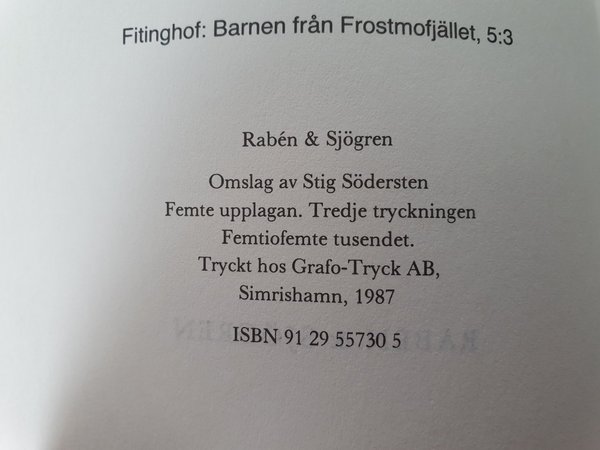 Fitinghof: Barnen från Frostmofjället, 5:3
Rabén & Sjögren
Omslag av Stig Södersten
Femte upplagan. Tredje tryckningen
Femtiofemte tusendet.
Tryckt hos Grafo-Tryck AB,
Simrishamn, 1987
ISBN 91 29 55730 5